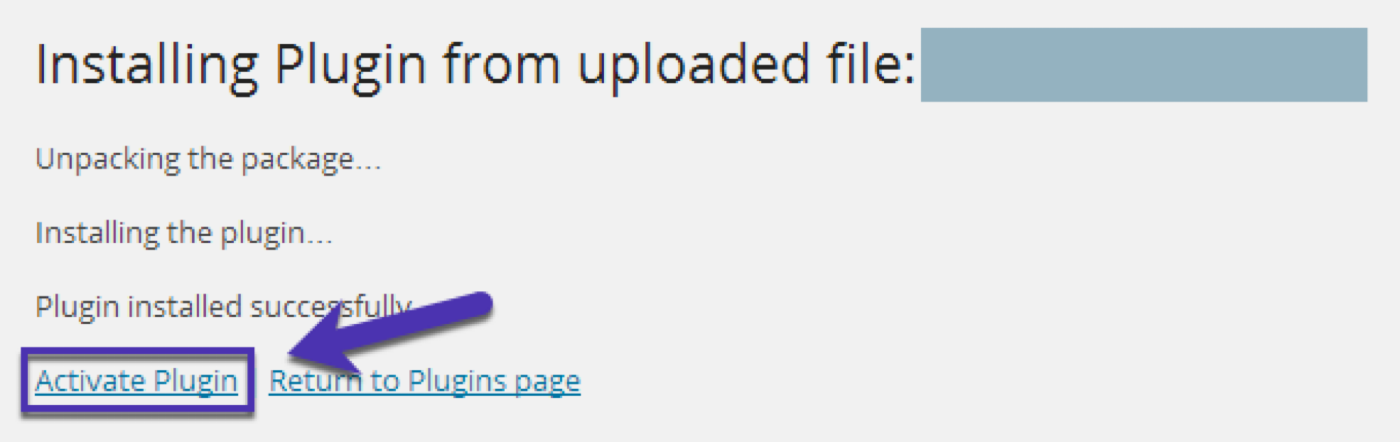 Installing Plugin from uploaded file:
Unpacking the package…
Installing the plugin…
Plugin installed successfully.
Activate Plugin Return to Plugins page